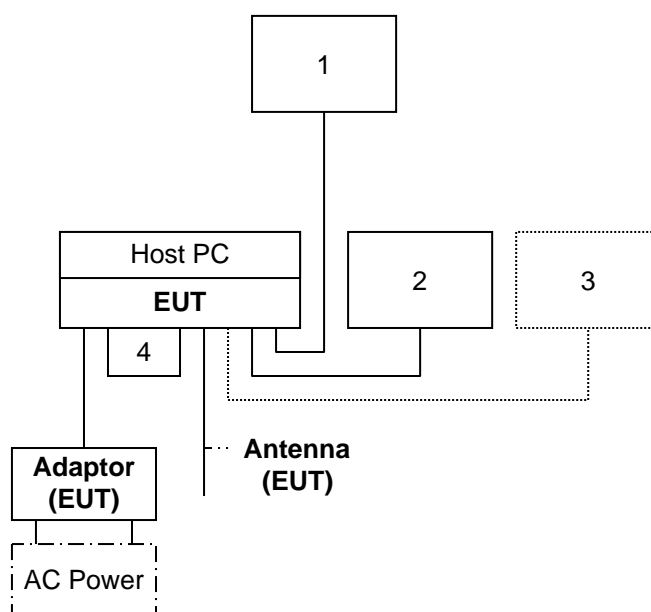 1
Host PC
EUT
2
3
4
Adaptor
(EUT)
Antenna
(EUT)
AC Power